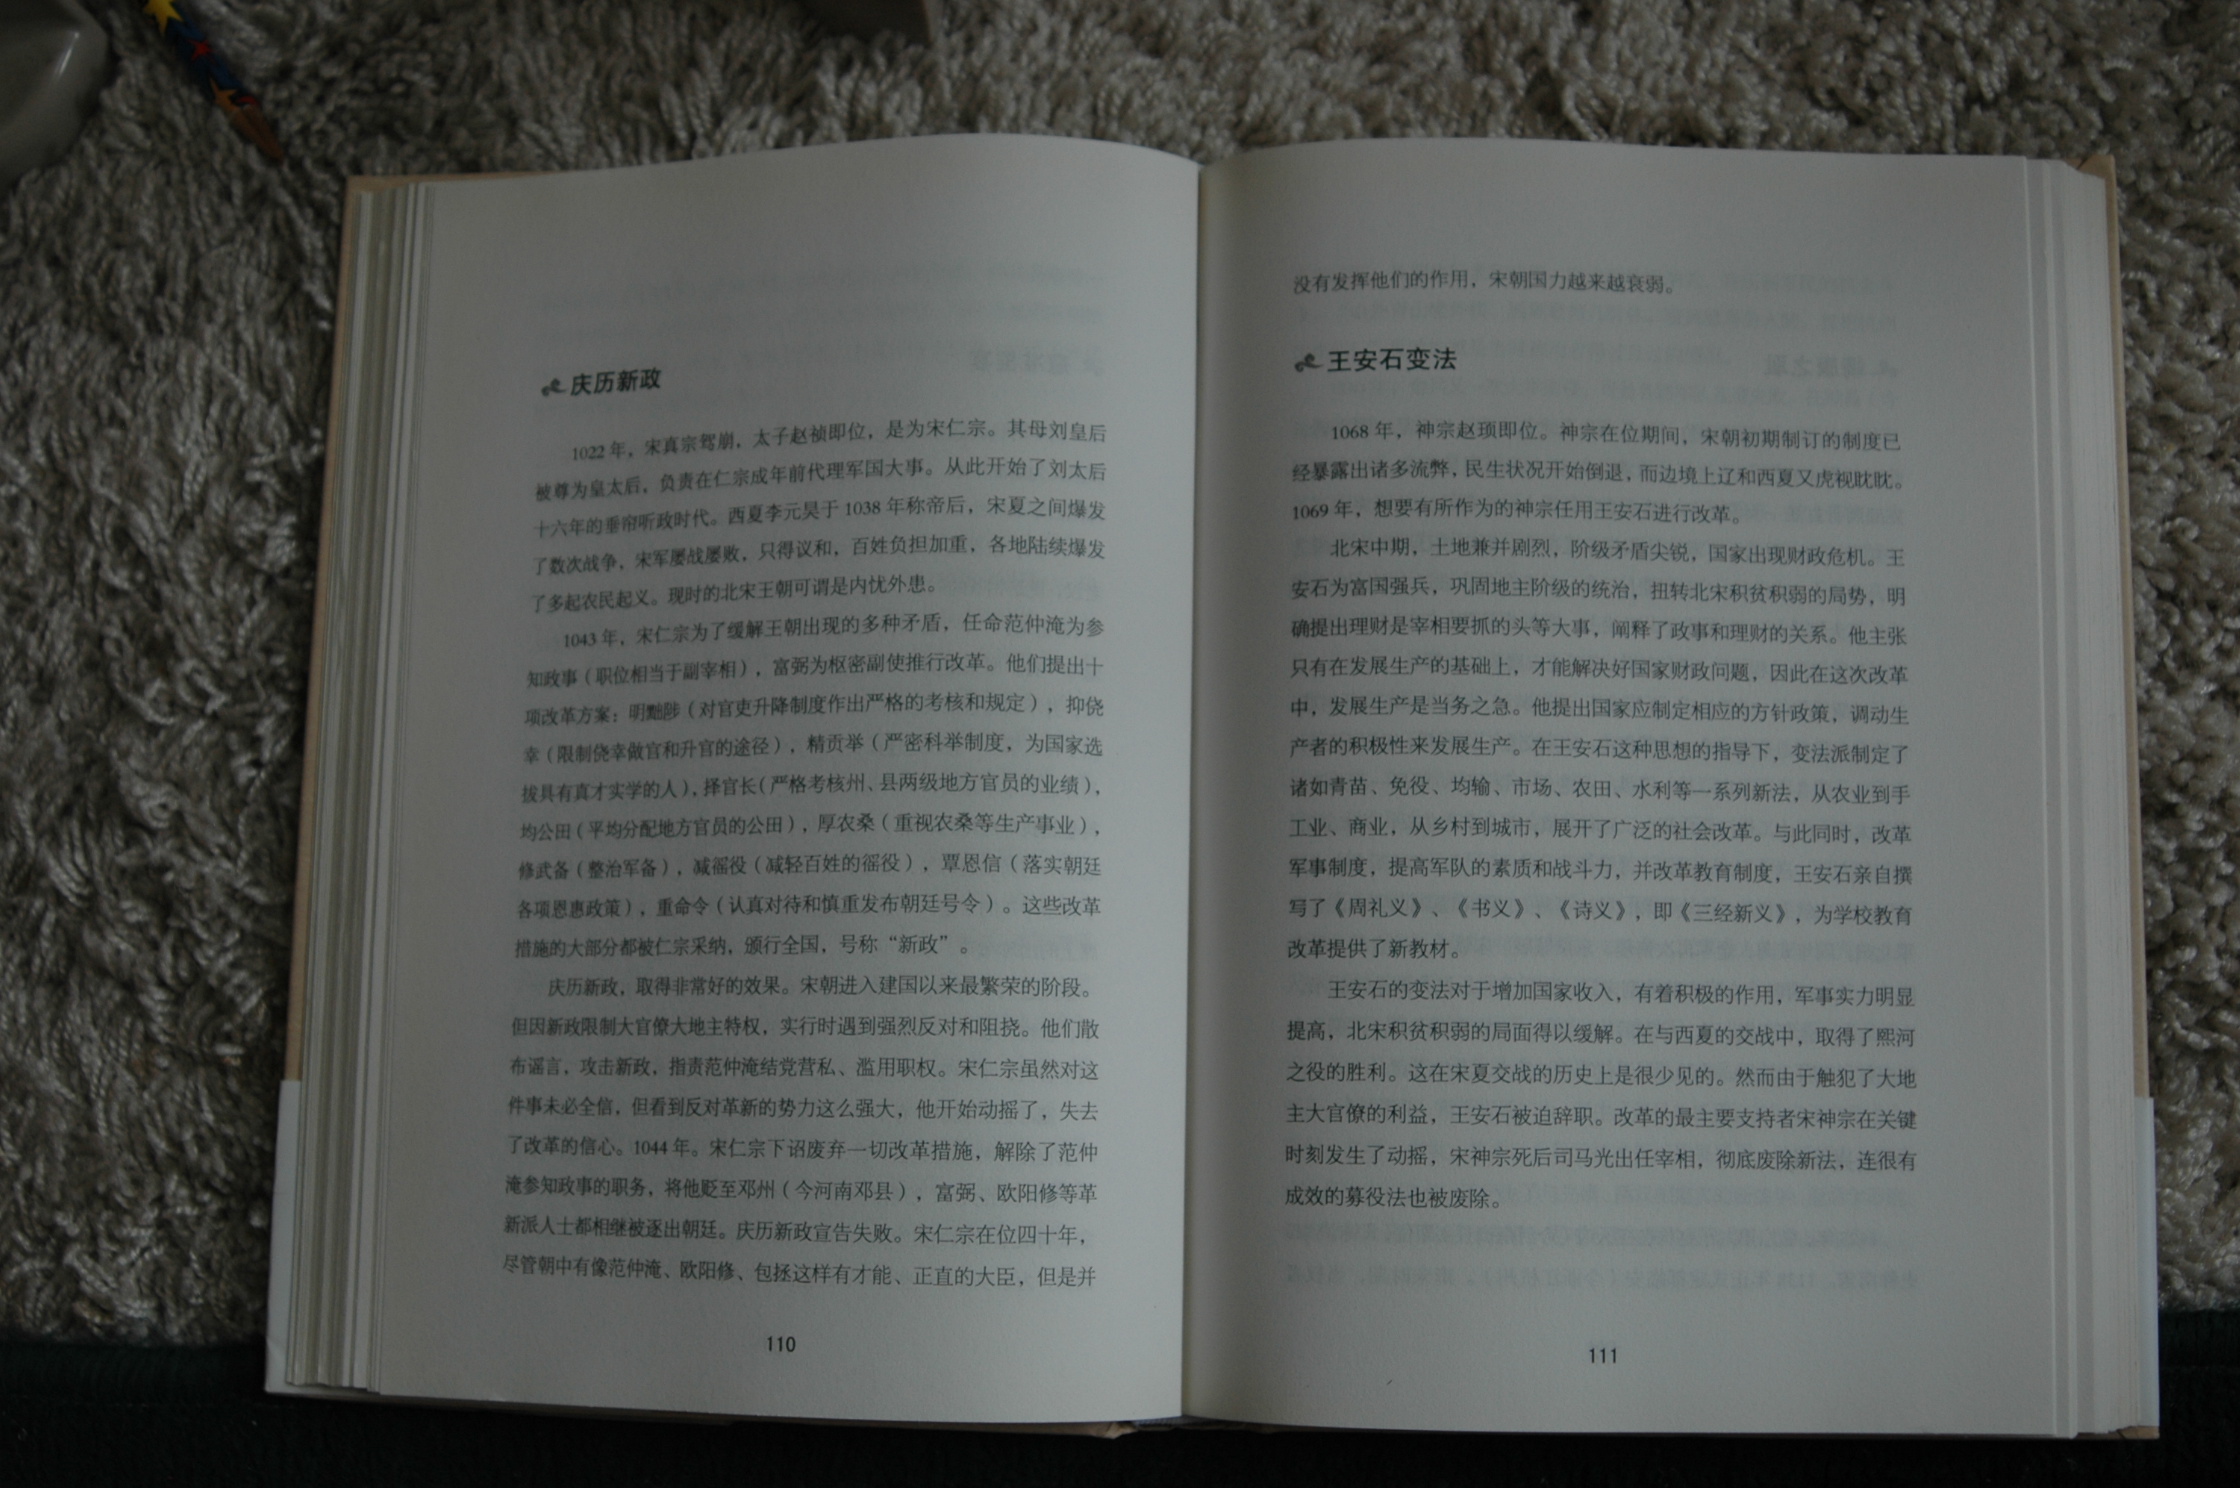 庆历新政
1022 年，宋真宗驾崩，太子赵祯即位，是为宋仁宗。其母刘皇后
被尊为皇太后，负责在仁宗成年前代理军国大事。从此开始了刘太后
十六年的垂帘听政时代。西夏李元昊于 1038 年称帝后，宋夏之间爆发
了数次战争，宋军屡战屡败，只得议和，百姓负担加重，各地陆续爆发
了多起农民起义。现时的北宋王朝可谓是内忧外患。
1043 年，宋仁宗为了缓解王朝出现的多种矛盾，任命范仲淹为参
知政事（职位相当于副宰相），富弼为枢密副使推行改革。他们提出十
项改革方案：明黜陟（对官吏升降制度作出严格的考核和规定），抑侥
幸（限制侥幸做官和升官的途径），精贡举（严密科举制度，为国家选
拔具有真才实学的人），择官长（严格考核州、县两级地方官员的业绩），
均公田（平均分配地方官员的公田），厚农桑（重视农桑等生产事业），
修武备（整治军备），减徭役（减轻百姓的徭役），覃恩信（落实朝廷
各项恩惠政策），重命令（认真对待和慎重发布朝廷号令）。这些改革
措施的大部分都被仁宗采纳，颁行全国，号称“新政”。
庆历新政，取得非常好的效果。宋朝进入建国以来最繁荣的阶段。
但因新政限制大官僚大地主特权，实行时遇到强烈反对和阻挠。他们散
布谣言，攻击新政，指责范仲淹结党营私、滥用职权。宋仁宗虽然对这
件事未必全信，但看到反对革新的势力这么强大，他开始动摇了，失去
了改革的信心。1044 年。宋仁宗下诏废弃一切改革措施，解除了范仲
淹参知政事的职务，将他贬至邓州（今河南邓县），富弼、欧阳修等革
新派人士都相继被逐出朝廷。庆历新政宣告失败。宋仁宗在位四十年，
尽管朝中有像范仲淹、欧阳修、包拯这样有才能、正直的大臣，但是并
110
没有发挥他们的作用，宋朝国力越来越衰弱。
王安石变法
1068 年，神宗赵顼即位。神宗在位期间，宋朝初期制订的制度已
经暴露出诸多流弊，民生状况开始倒退，而边境上辽和西夏又虎视眈眈。
1069 年，想要有所作为的神宗任用王安石进行改革。
北宋中期，土地兼并剧烈，阶级矛盾尖锐，国家出现财政危机。王
安石为富国强兵，巩固地主阶级的统治，扭转北宋积贫积弱的局势，明
确提出理财是宰相要抓的头等大事，阐释了政事和理财的关系。他主张
只有在发展生产的基础上，才能解决好国家财政问题，因此在这次改革
中，发展生产是当务之急。他提出国家应制定相应的方针政策，调动生
产者的积极性来发展生产。在王安石这种思想的指导下，变法派制定了
诸如青苗、免役、均输、市场、农田、水利等一系列新法，从农业到手
工业、商业，从乡村到城市，展开了广泛的社会改革。与此同时，改革
军事制度，提高军队的素质和战斗力，并改革教育制度，王安石亲自撰
写了《周礼义》、《书义》、《诗义》，即《三经新义》，为学校教育
改革提供了新教材。
王安石的变法对于增加国家收入，有着积极的作用，军事实力明显
提高，北宋积贫积弱的局面得以缓解。在与西夏的交战中，取得了熙河
之役的胜利。这在宋夏交战的历史上是很少见的。然而由于触犯了大地
主大官僚的利益，王安石被迫辞职。改革的最主要支持者宋神宗在关键
时刻发生了动摇，宋神宗死后司马光出任宰相，彻底废除新法，连很有
成效的募役法也被废除。
111